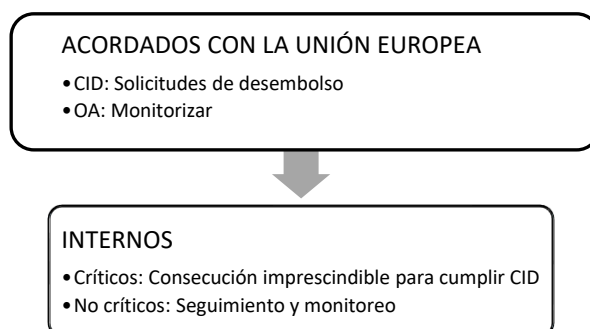 ACORDADOS CON LA UNIÓN EUROPEA
•CID: Solicitudes de desembolso
•OA: Monitorizar
INTERNOS
•Críticos: Consecución imprescindible para cumplir CID
•No críticos: Seguimiento y monitoreo